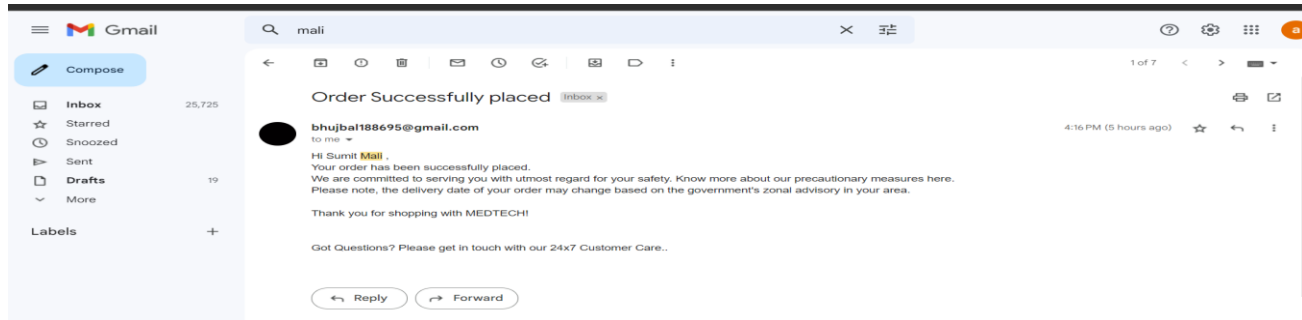 Gmail
mali
Compose
1 of 7
Inbox 25,725
Starred
Snoozed
Sent
Drafts 19
More
Labels
Order Successfully placed Inbox x
bhujbal188695@gmail.com
4:16 PM (5 hours ago)
to me
Hi Sumit Mali ,
Your order has been successfully placed.
We are committed to serving you with utmost regard for your safety. Know more about our precautionary measures here.
Please note, the delivery date of your order may change based on the government's zonal advisory in your area.
Thank you for shopping with MEDTECH!
Got Questions? Please get in touch with our 24x7 Customer Care..
Reply
Forward
a